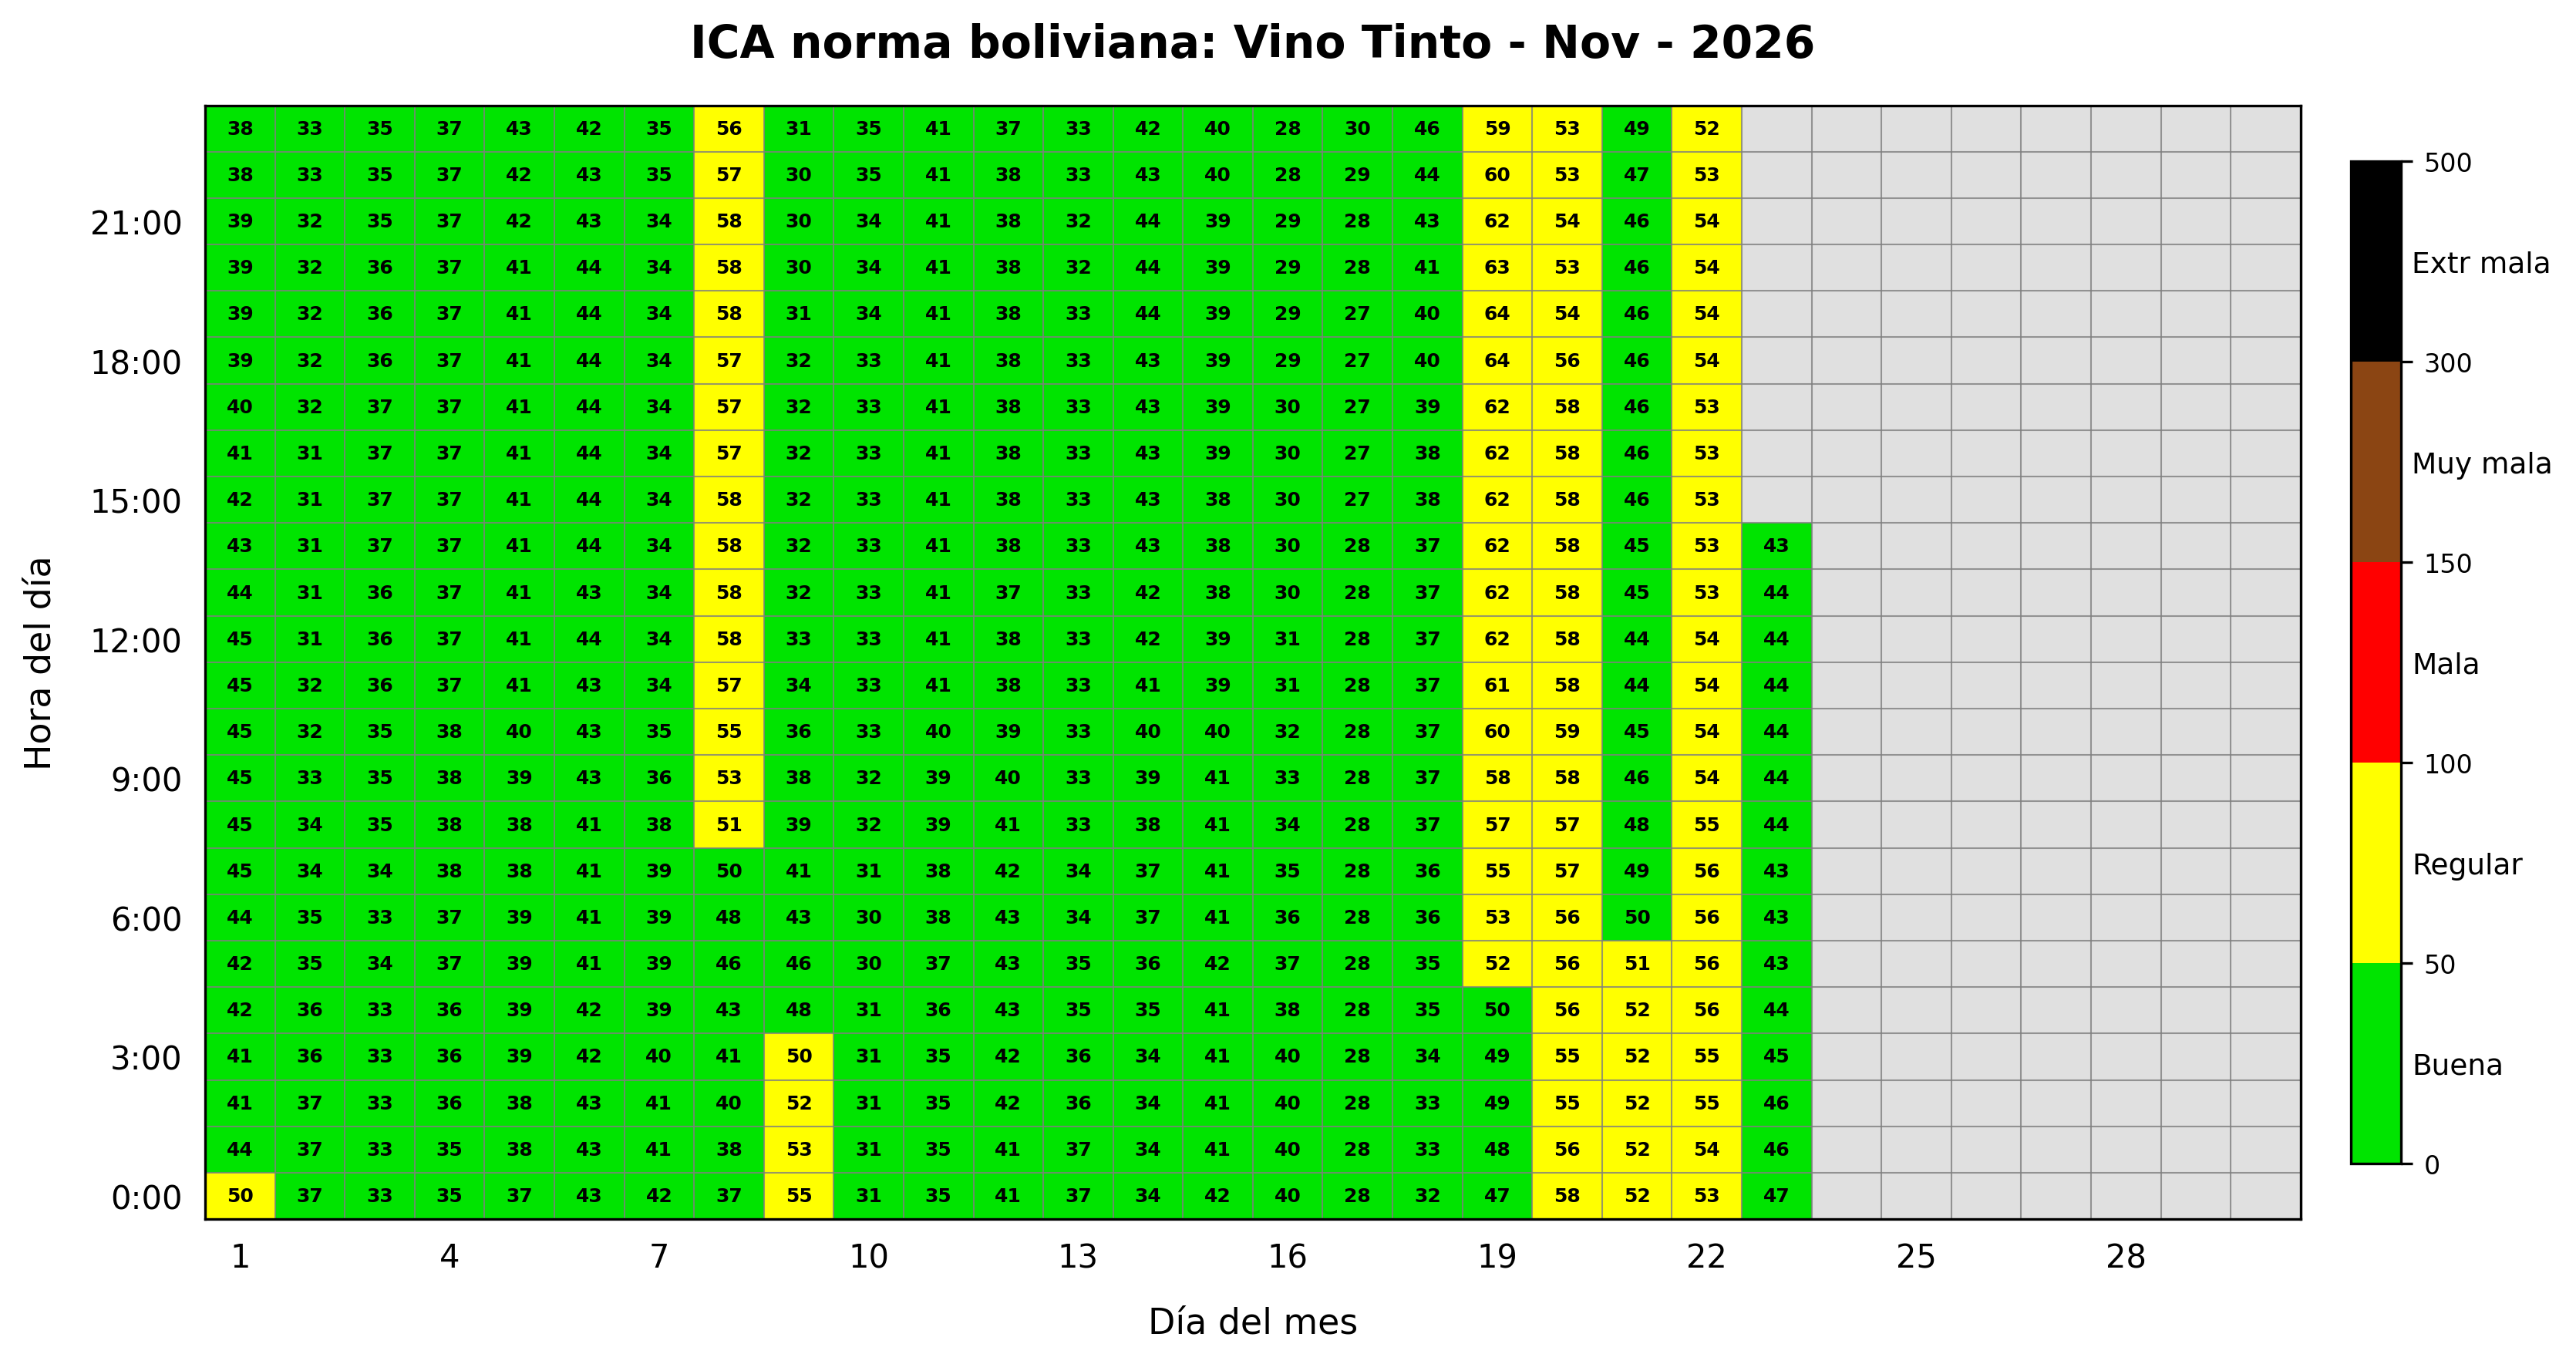 ICA norma boliviana: Vino Tinto - Nov - 2026
38 33 35 37 43 42 35 56 31 35 41 37 33 42 40 28 30 46 59 53 49 52
38 33 35 37 42 43 35 57 30 35 41 38 33 43 40 28 29 44 60 53 47 53
21:00 39 32 35 37 42 43 34 58 30 34 41 38 32 44 39 29 28 43 62 54 46 54
39 32 36 37 41 44 34 58 30 34 41 38 32 44 39 29 28 41 63 53 46 54
39 32 36 37 41 44 34 58 31 34 41 38 33 44 39 29 27 40 64 54 46 54
18:00 39 32 36 37 41 44 34 57 32 33 41 38 33 43 39 29 27 40 64 56 46 54
40 32 37 37 41 44 34 57 32 33 41 38 33 43 39 30 27 39 62 58 46 53
41 31 37 37 41 44 34 57 32 33 41 38 33 43 39 30 27 38 62 58 46 53
15:00 42 31 37 37 41 44 34 58 32 33 41 38 33 43 38 30 27 38 62 58 46 53
43 31 37 37 41 44 34 58 32 33 41 38 33 43 38 30 28 37 62 58 45 53 43
44 31 36 37 41 43 34 58 32 33 41 37 33 42 38 30 28 37 62 58 45 53 44
12:00 45 31 36 37 41 44 34 58 33 33 41 38 33 42 39 31 28 37 62 58 44 54 44
45 32 36 37 41 43 34 57 34 33 41 38 33 41 39 31 28 37 61 58 44 54 44
45 32 35 38 40 43 35 55 36 33 40 39 33 40 40 32 28 37 60 59 45 54 44
9:00 45 33 35 38 39 43 36 53 38 32 39 40 33 39 41 33 28 37 58 58 46 54 44
45 34 35 38 38 41 38 51 39 32 39 41 33 38 41 34 28 37 57 57 48 55 44
45 34 34 38 38 41 39 50 41 31 38 42 34 37 41 35 28 36 55 57 49 56 43
6:00 44 35 33 37 39 41 39 48 43 30 38 43 34 37 41 36 28 36 53 56 50 56 43
42 35 34 37 39 41 39 46 46 30 37 43 35 36 42 37 28 35 52 56 51 56 43
42 36 33 36 39 42 39 43 48 31 36 43 35 35 41 38 28 35 50 56 52 56 44
3:00 41 36 33 36 39 42 40 41 50 31 35 42 36 34 41 40 28 34 49 55 52 55 45
41 37 33 36 38 43 41 40 52 31 35 42 36 34 41 40 28 33 49 55 52 55 46
44 37 33 35 38 43 41 38 53 31 35 41 37 34 41 40 28 33 48 56 52 54 46
0:00 50 37 33 35 37 43 42 37 55 31 35 41 37 34 42 40 28 32 47 58 52 53 47
1 4 7 10 13 16 19 22 25 28
Día del mes
Hora del día
500
Extr mala
300
Muy mala
150
Mala
100
Regular
50
Buena
0